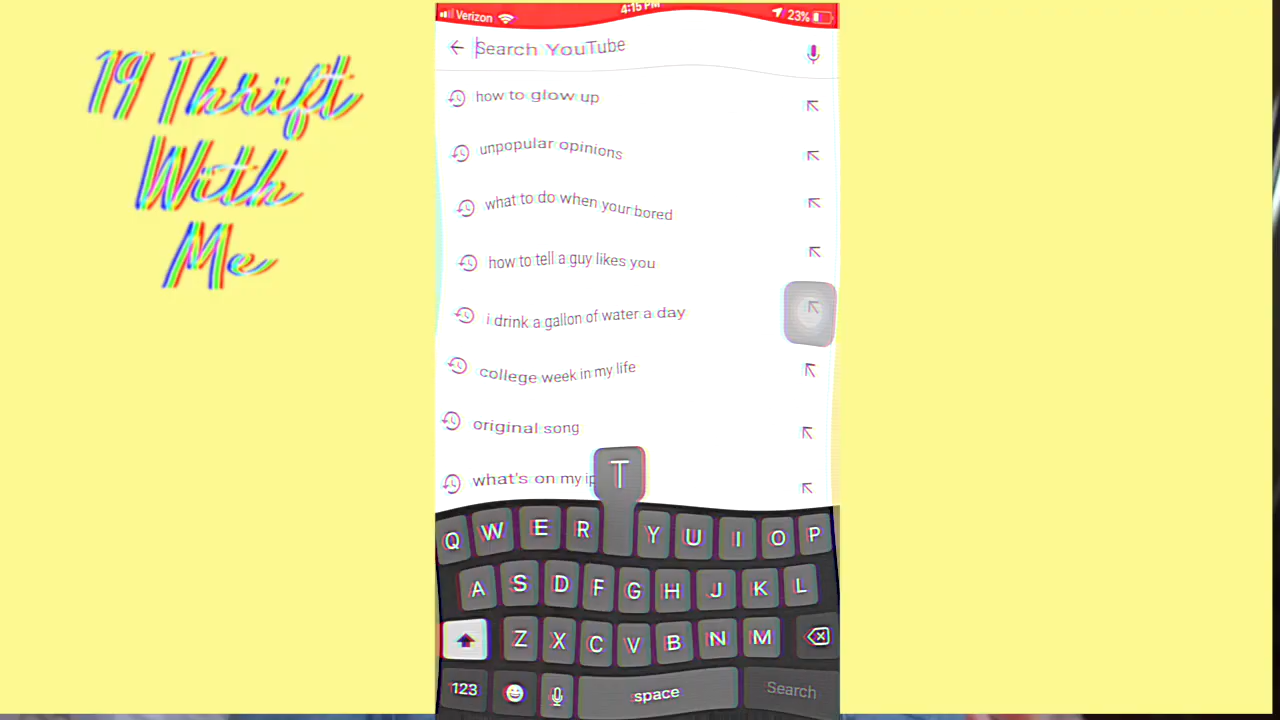 19 Thrift
With
Me
Verizon
4:15 PM
23%
Search YouTube
how to glow up
unpopular opinions
what to do when your bored
how to tell a guy likes you
i drink a gallon of water a day
college week in my life
original song
what's on my ip
T
Q W E R Y U I O P
A S D F G H J K L
Z X C V B N M
123
space
Search